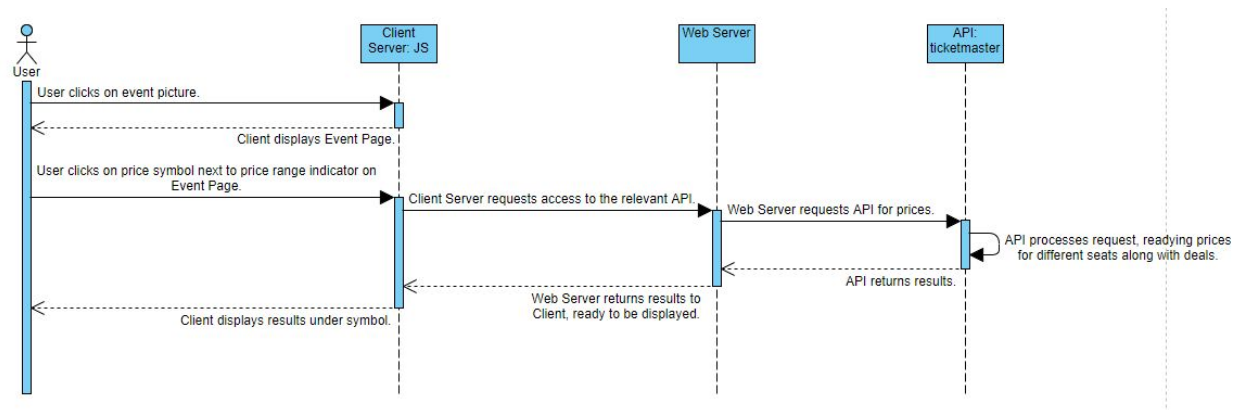 User
Client
Server: JS
Web Server
API:
ticketmaster
User clicks on event picture.
Client displays Event Page.
User clicks on price symbol next to price range indicator on
Event Page.
Client Server requests access to the relevant API.
Web Server requests API for prices.
API processes request, readying prices
for different seats along with deals.
API returns results.
Web Server returns results to
Client, ready to be displayed.
Client displays results under symbol.